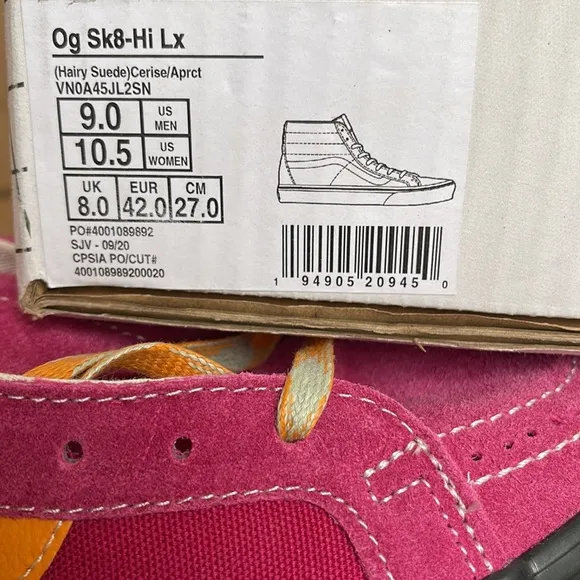 Og Sk8-Hi Lx
(Hairy Suede)Cerise/Aprct
VN0A45JL2SN
9.0 US MEN
10.5 US WOMEN
UK EUR CM
8.0 42.0 27.0
PO#4001089892
SJV - 09/20
CPSIA PO/CUT#
400108989200020
1 94905 20945 0